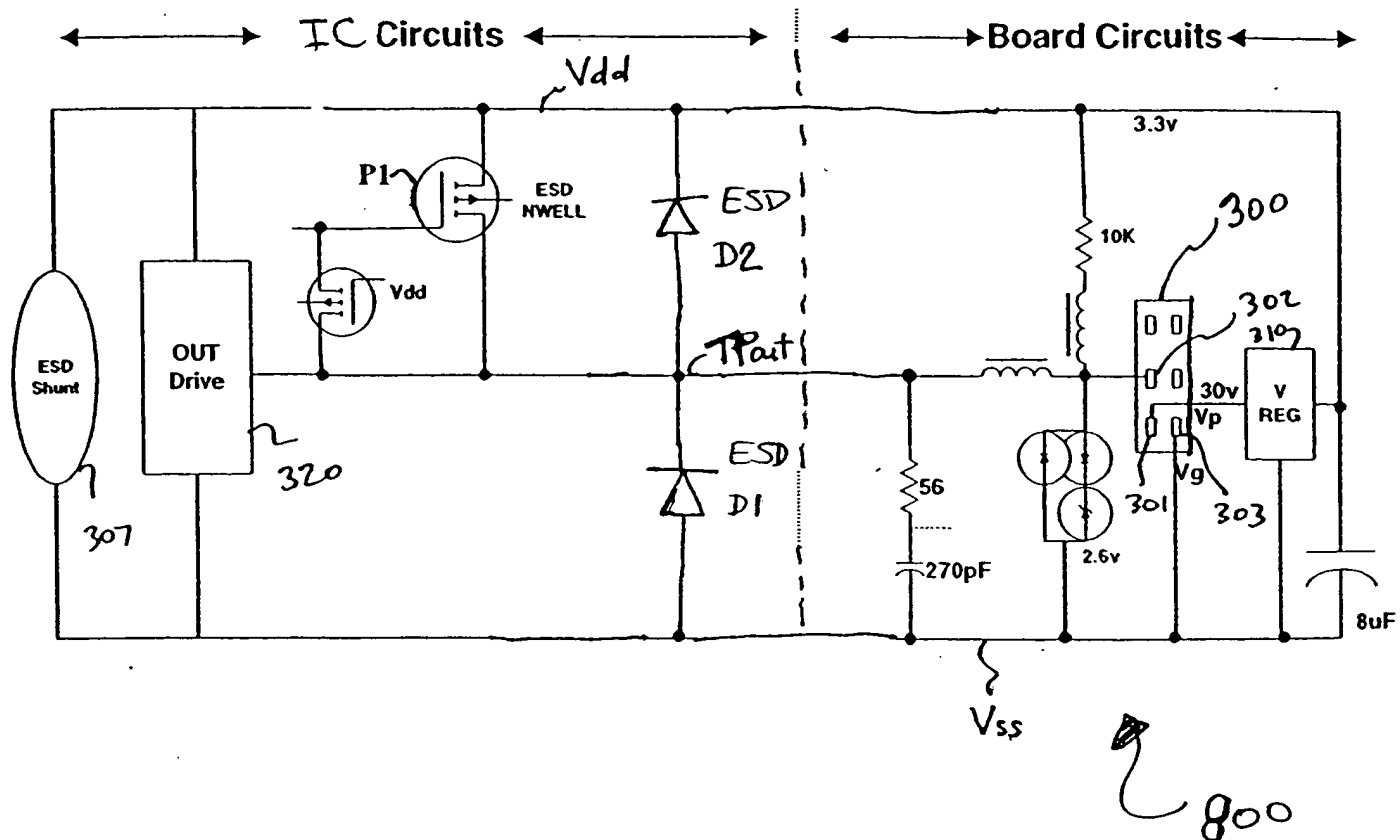 IC Circuits
Board Circuits
Vdd
3.3v
P1
ESD
NWELL
ESD
D2
10K
300
302
310
Vdd
ESD
Shunt
OUT
Drive
TPout
30v
Vp
V
REG
320
307
ESD
D1
56
270pF
2.6v
301
Vg
303
8uF
Vss
800